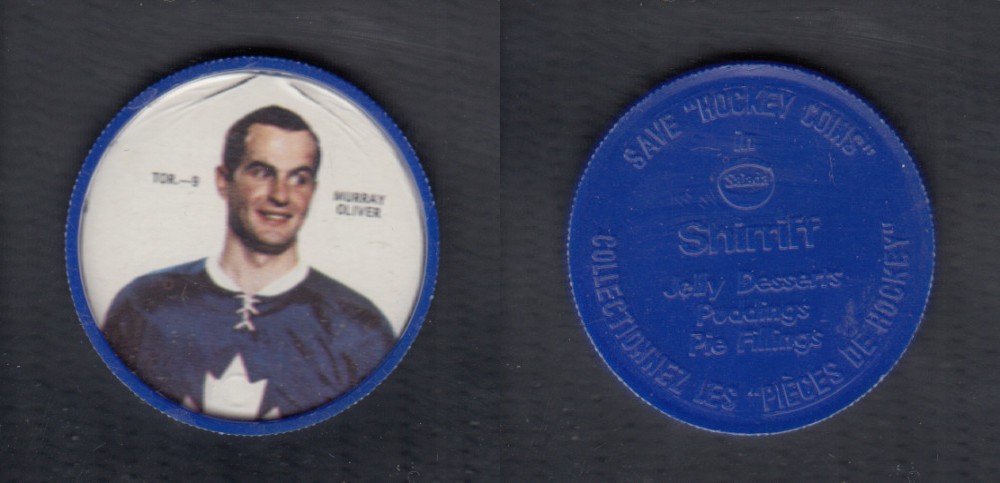 TOR.—9
MURRAY
OLIVER
SAVE "HOCKEY COINS"
in
Salada
Shirriff
Jelly Desserts
Puddings
Pie Fillings
COLLECTIONNEZ LES "PIÈCES DE HOCKEY"